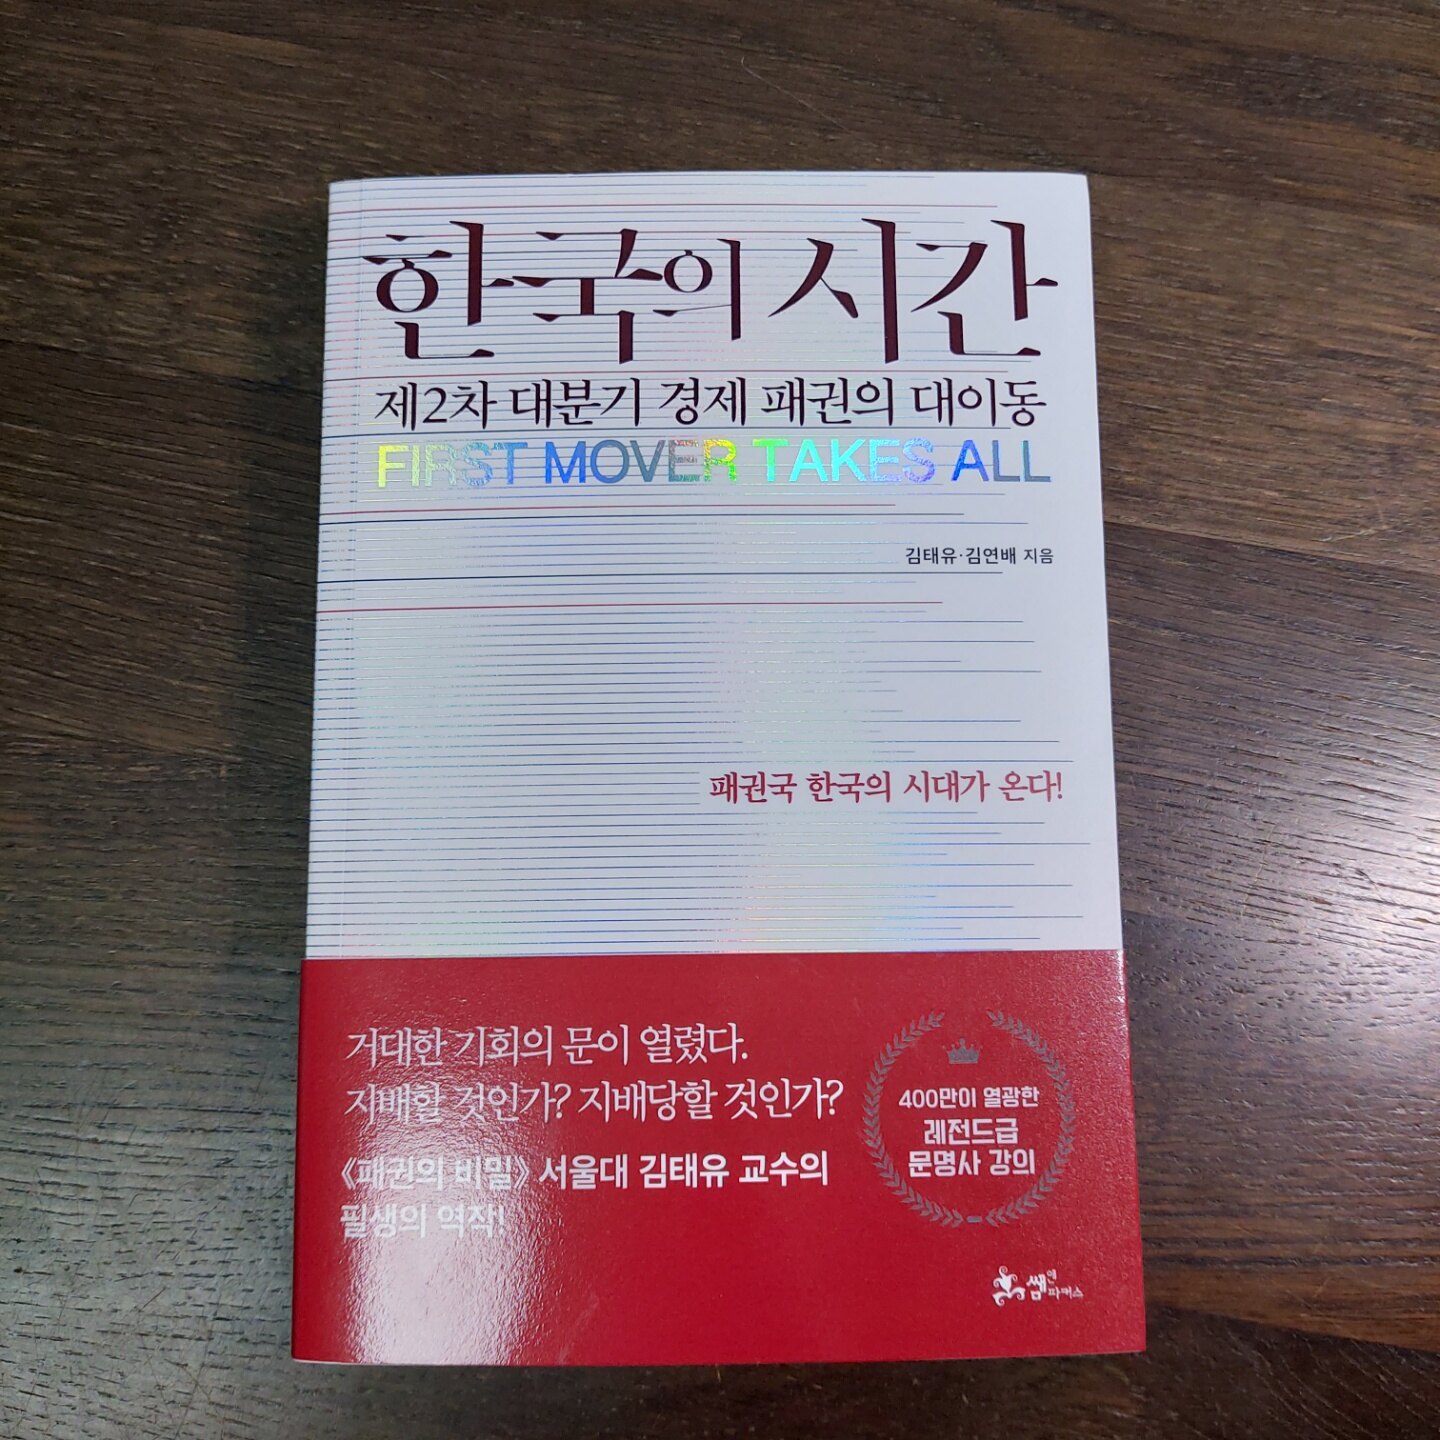 한국의 시간
제2차 대분기 경제 패권의 대이동
FIRST MOVER TAKES ALL
김태유·김연배 지음
패권국 한국의 시대가 온다!
거대한 기회의 문이 열렸다.
지배할 것인가? 지배당할 것인가?
《패권의 비밀》 서울대 김태유 교수의
필생의 역작!
400만이 열광한
레전드급
문명사 강의
쌤앤파커스